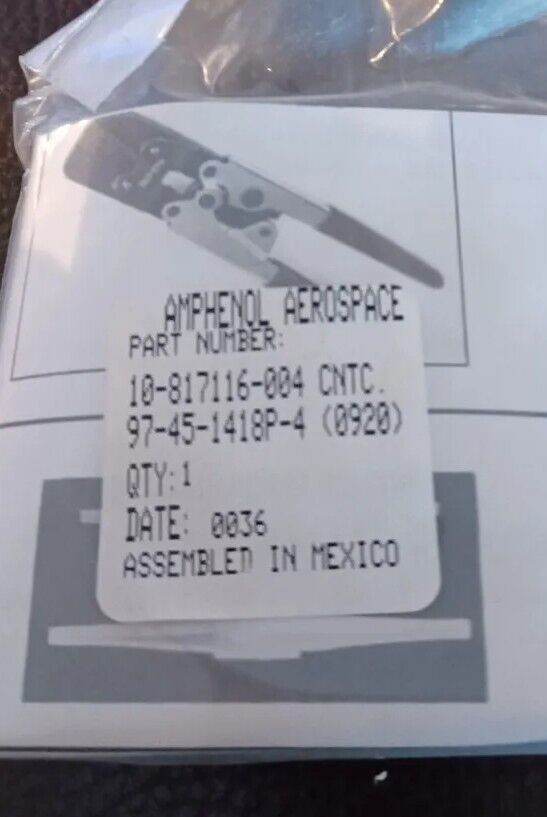 AMPHENOL AEROSPACE
PART NUMBER:
10-817116-004 CNTC.
97-45-1418P-4 (0920)
QTY:1
DATE: 0036
ASSEMBLED IN MEXICO